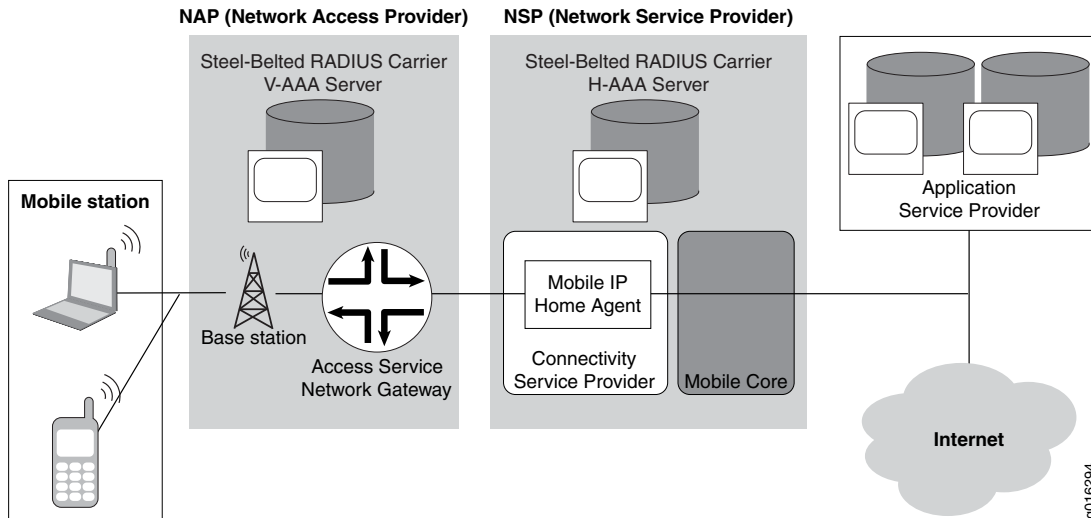 NAP (Network Access Provider)
NSP (Network Service Provider)
Steel-Belted RADIUS Carrier
V-AAA Server
Steel-Belted RADIUS Carrier
H-AAA Server
Application
Service Provider
Mobile station
Base station
Access Service
Network Gateway
Mobile IP
Home Agent
Connectivity
Service Provider
Mobile Core
Internet
g016294